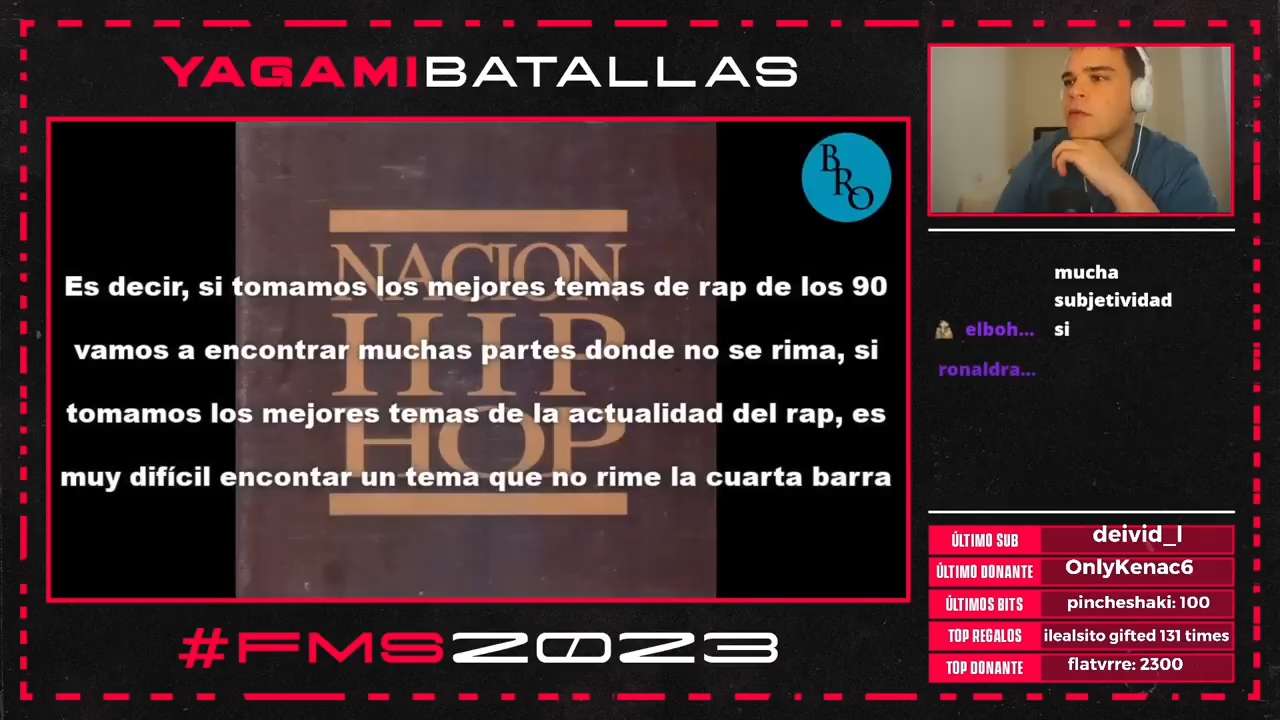 YAGAMIBATALLAS
BRO
NACION
HIP
HOP
Es decir, si tomamos los mejores temas de rap de los 90
vamos a encontrar muchas partes donde no se rima, si
tomamos los mejores temas de la actualidad del rap, es
muy difícil encontar un tema que no rime la cuarta barra
#FMS2023
mucha
subjetividad
elboh... si
ronaldra...
ÚLTIMO SUB deivid_l
ÚLTIMO DONANTE OnlyKenac6
ÚLTIMOS BITS pincheshaki: 100
TOP REGALOS ilealsito gifted 131 times
TOP DONANTE flatvrre: 2300